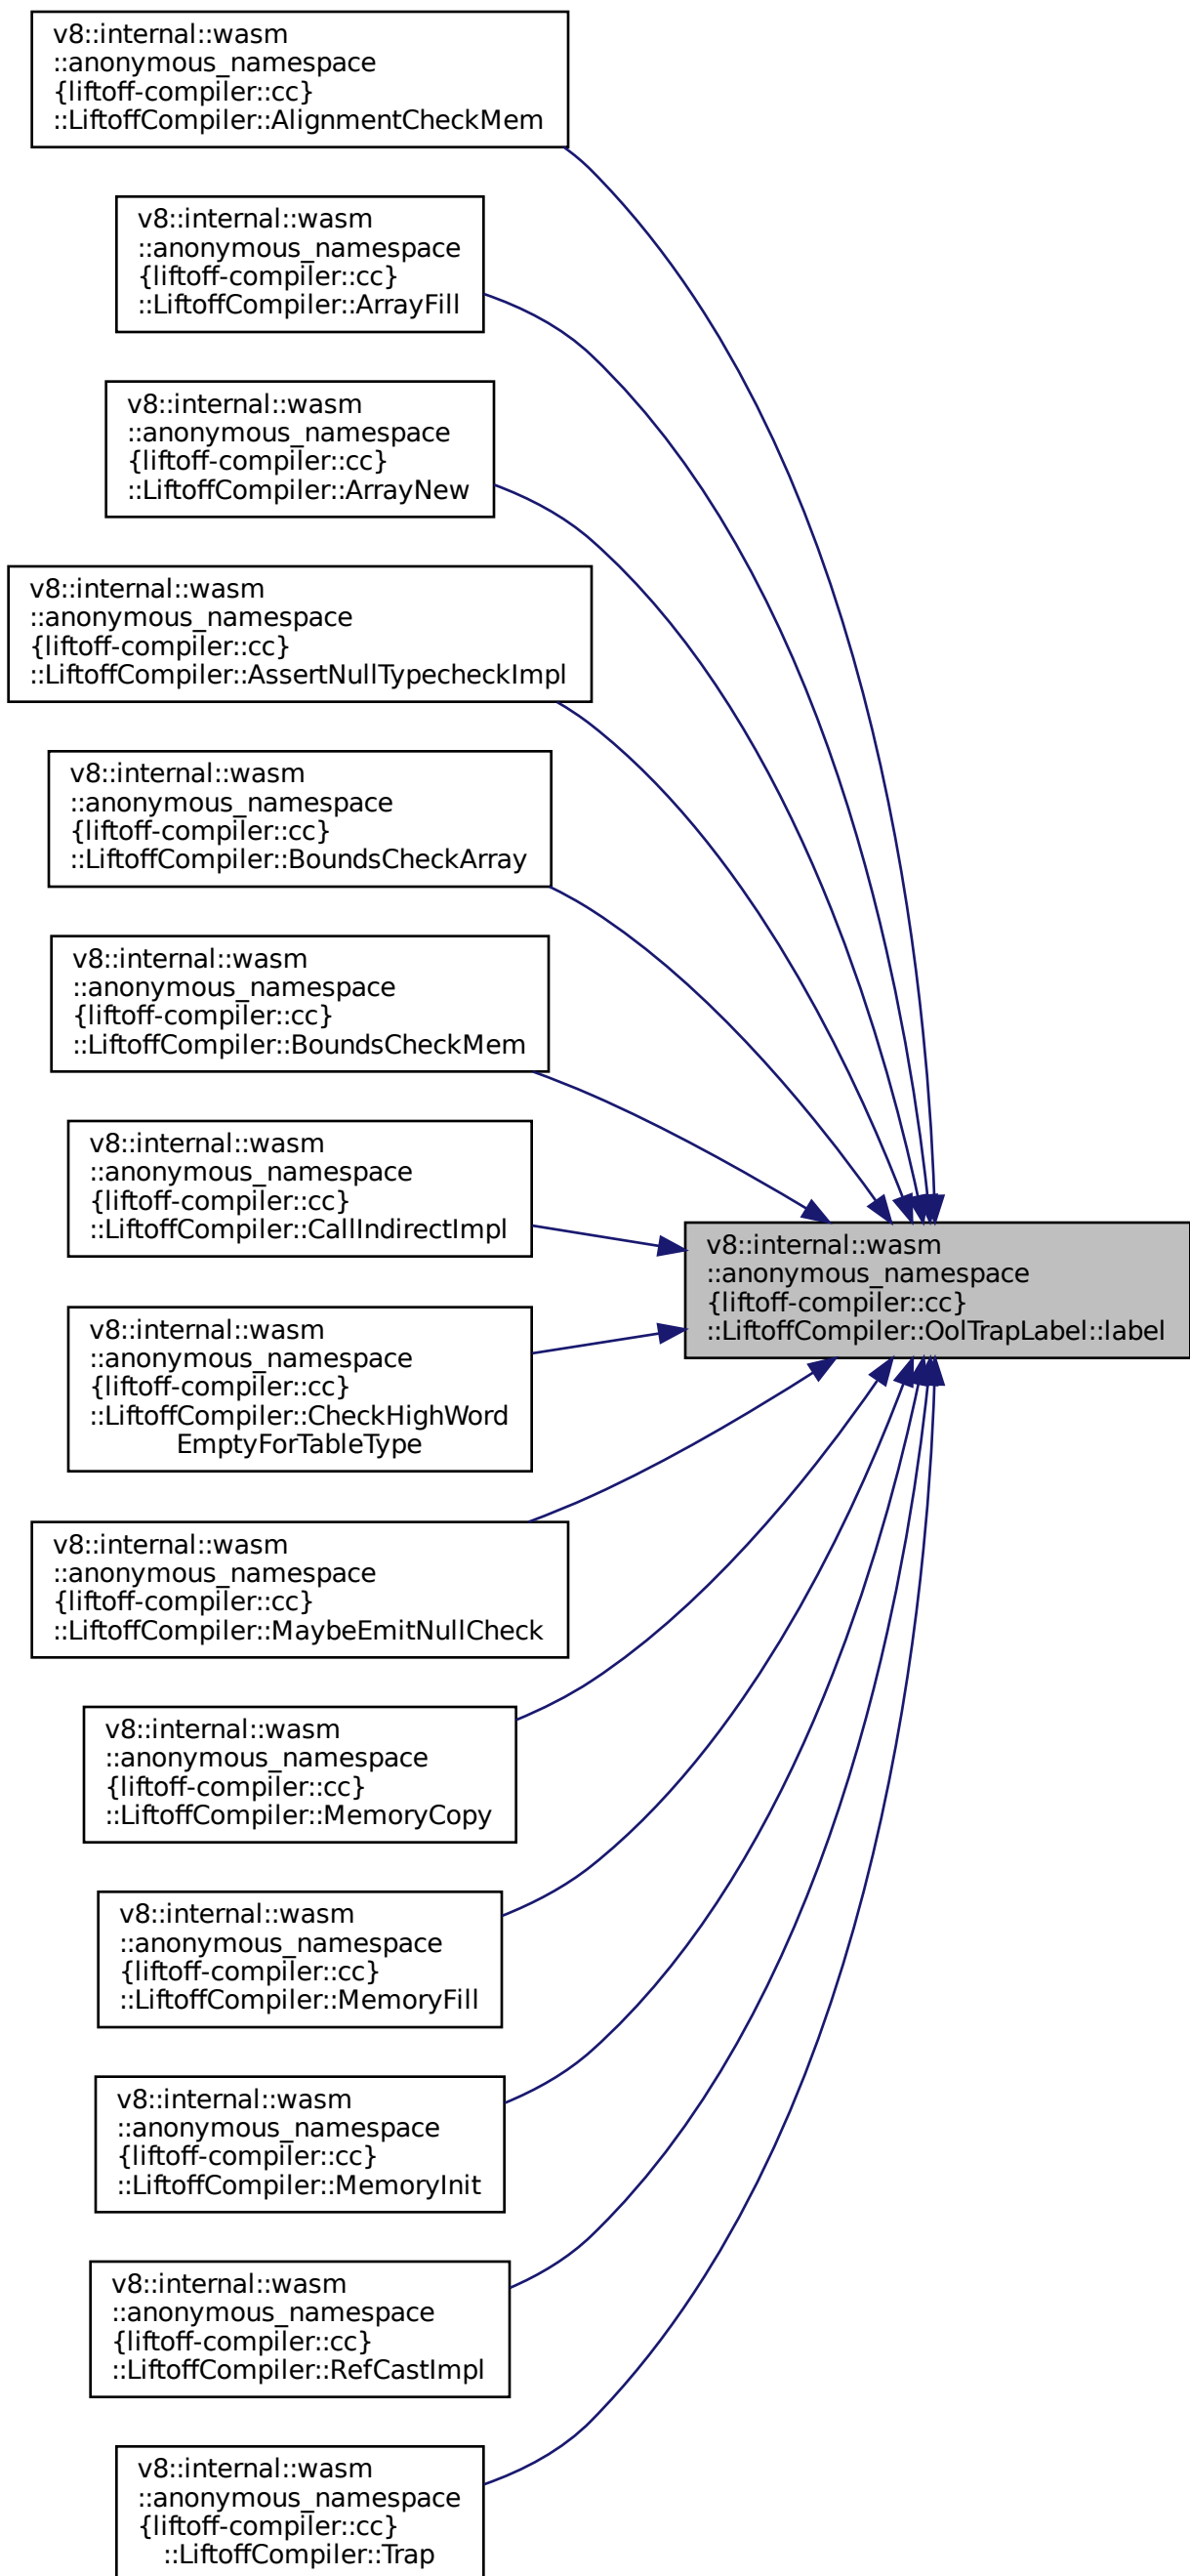 v8::internal::wasm
::anonymous_namespace
{liftoff-compiler::cc}
::LiftoffCompiler::AlignmentCheckMem
v8::internal::wasm
::anonymous_namespace
{liftoff-compiler::cc}
::LiftoffCompiler::ArrayFill
v8::internal::wasm
::anonymous_namespace
{liftoff-compiler::cc}
::LiftoffCompiler::ArrayNew
v8::internal::wasm
::anonymous_namespace
{liftoff-compiler::cc}
::LiftoffCompiler::AssertNullTypecheckImpl
v8::internal::wasm
::anonymous_namespace
{liftoff-compiler::cc}
::LiftoffCompiler::BoundsCheckArray
v8::internal::wasm
::anonymous_namespace
{liftoff-compiler::cc}
::LiftoffCompiler::BoundsCheckMem
v8::internal::wasm
::anonymous_namespace
{liftoff-compiler::cc}
::LiftoffCompiler::CallIndirectImpl
v8::internal::wasm
::anonymous_namespace
{liftoff-compiler::cc}
::LiftoffCompiler::OolTrapLabel::label
v8::internal::wasm
::anonymous_namespace
{liftoff-compiler::cc}
::LiftoffCompiler::CheckHighWord
EmptyForTableType
v8::internal::wasm
::anonymous_namespace
{liftoff-compiler::cc}
::LiftoffCompiler::MaybeEmitNullCheck
v8::internal::wasm
::anonymous_namespace
{liftoff-compiler::cc}
::LiftoffCompiler::MemoryCopy
v8::internal::wasm
::anonymous_namespace
{liftoff-compiler::cc}
::LiftoffCompiler::MemoryFill
v8::internal::wasm
::anonymous_namespace
{liftoff-compiler::cc}
::LiftoffCompiler::MemoryInit
v8::internal::wasm
::anonymous_namespace
{liftoff-compiler::cc}
::LiftoffCompiler::RefCastImpl
v8::internal::wasm
::anonymous_namespace
{liftoff-compiler::cc}
::LiftoffCompiler::Trap